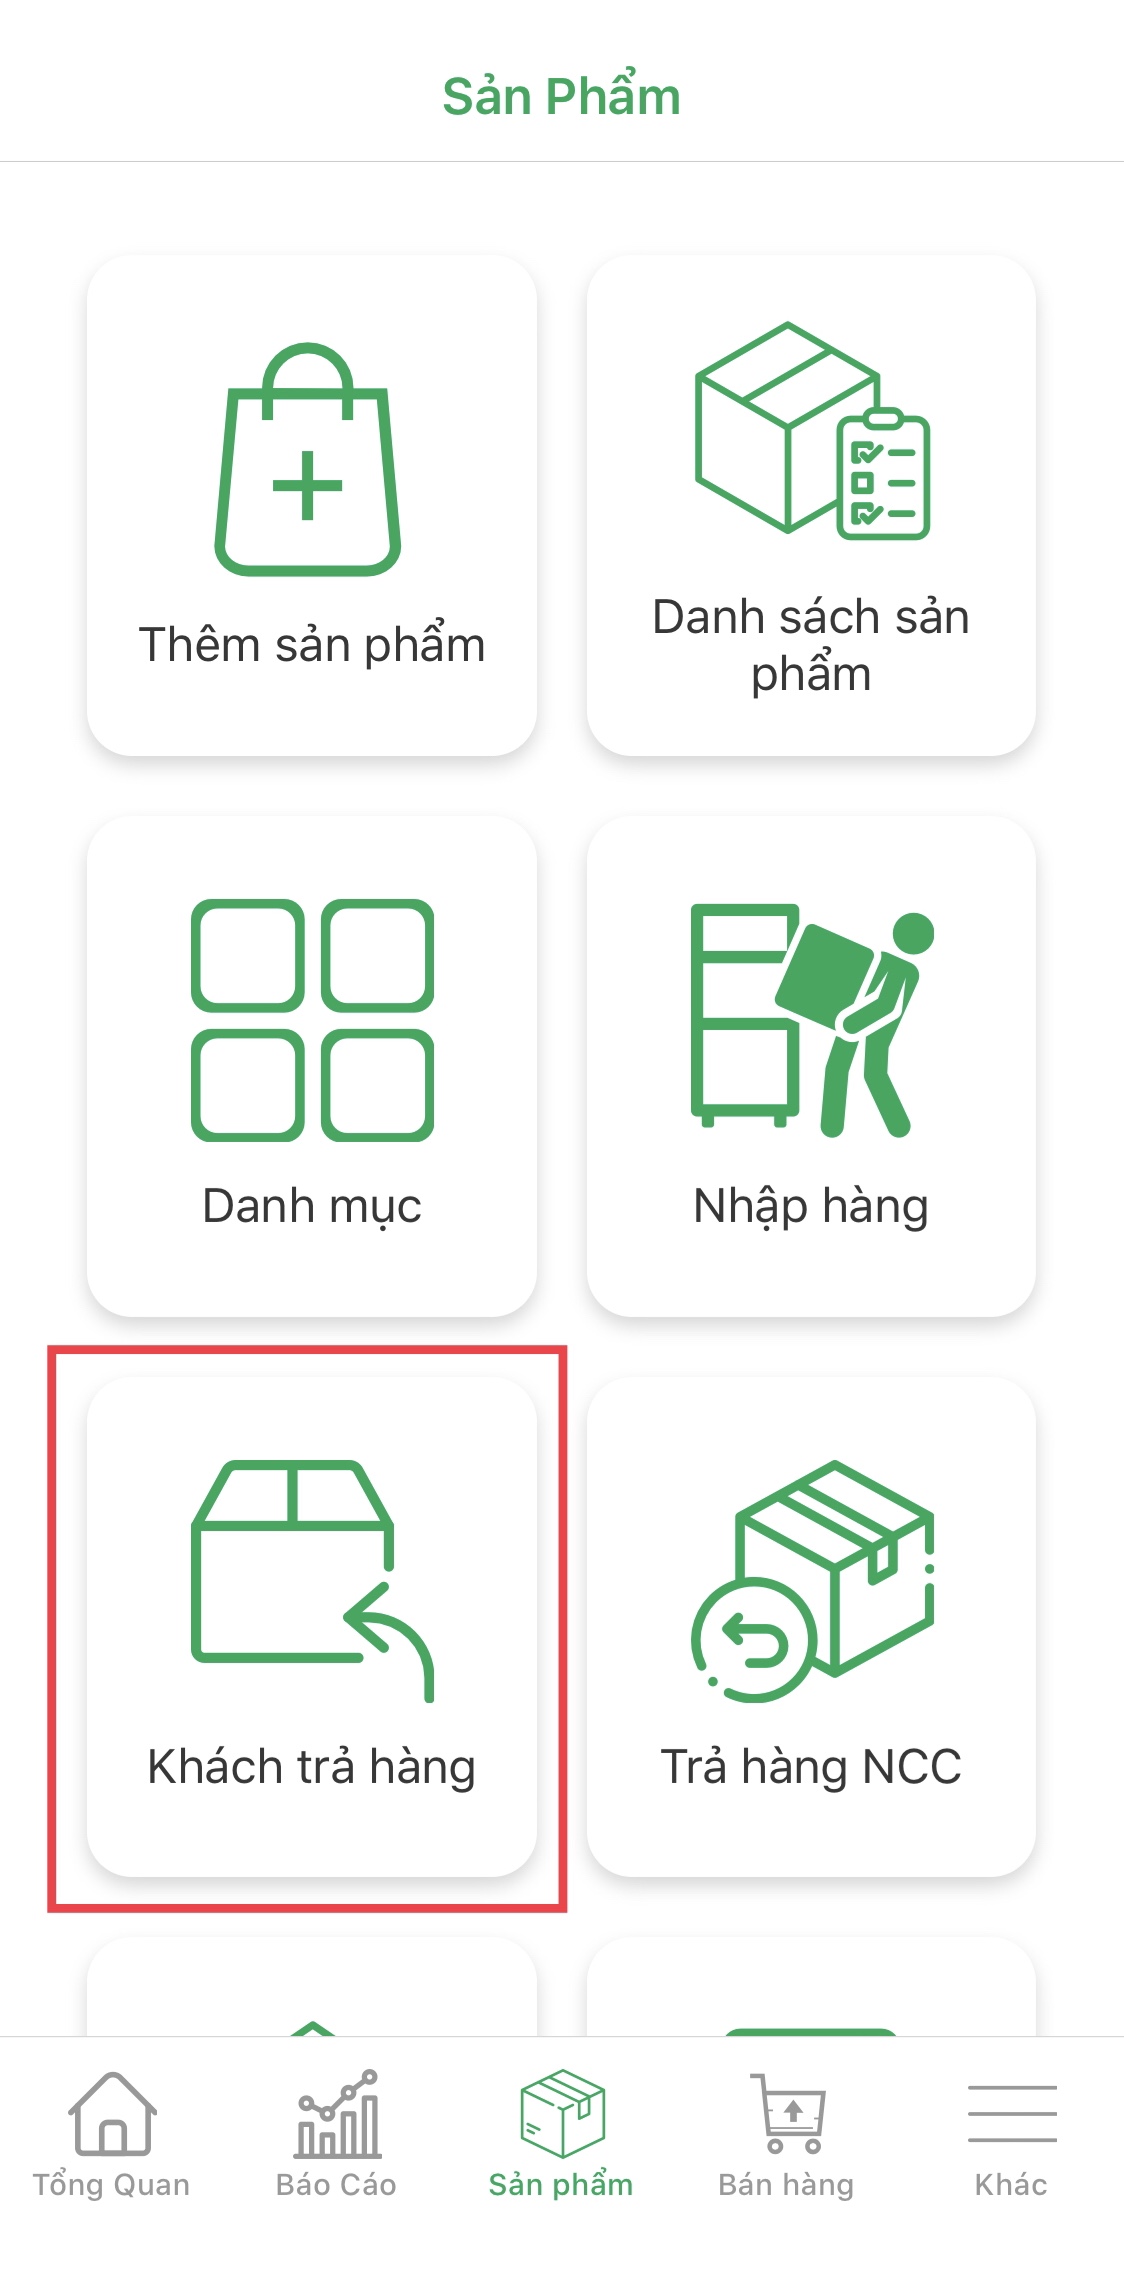 Sản Phẩm
Thêm sản phẩm
Danh sách sản
phẩm
Danh mục
Nhập hàng
Khách trả hàng
Trả hàng NCC
Tổng Quan
Báo Cáo
Sản phẩm
Bán hàng
Khác